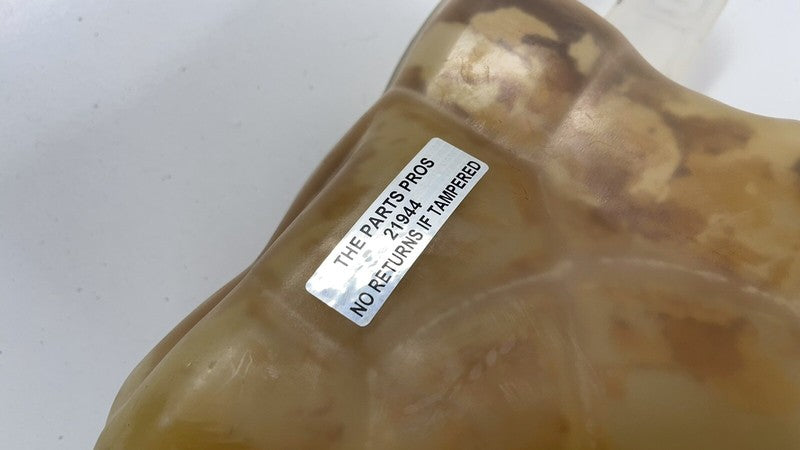 THE PARTS PROS
21944
NO RETURNS IF TAMPERED